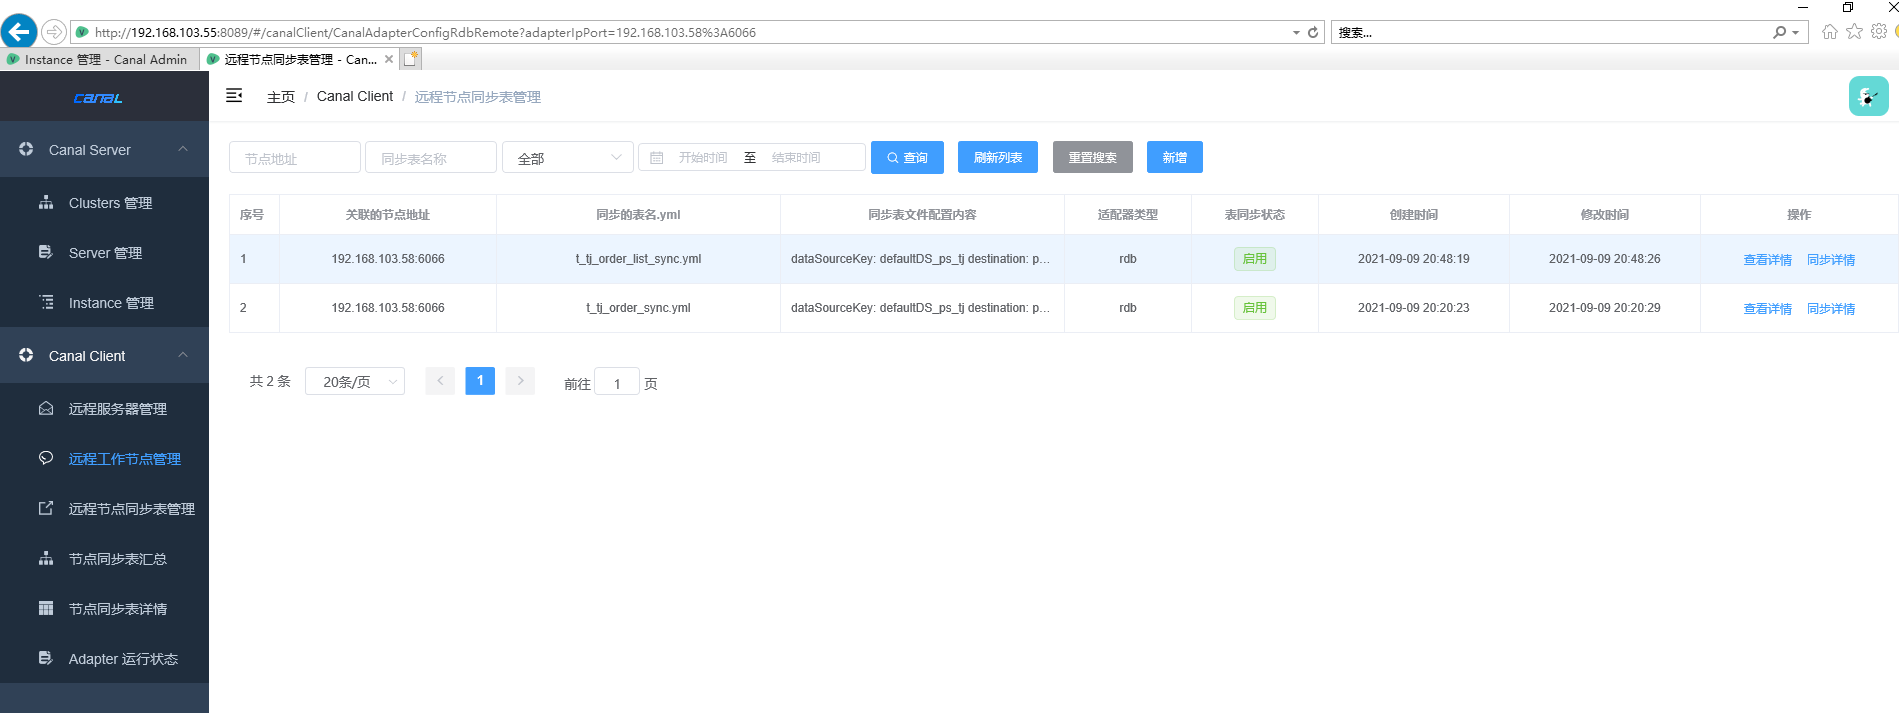 http://192.168.103.55:8089/#/canalClient/CanalAdapterConfigRdbRemote?adapterIpPort=192.168.103.58%3A6066
搜索...
Instance 管理 - Canal Admin
远程节点同步表管理 - Can...
canal
主页 / Canal Client / 远程节点同步表管理
Canal Server
Clusters 管理
Server 管理
Instance 管理
Canal Client
远程服务器管理
远程工作节点管理
远程节点同步表管理
节点同步表汇总
节点同步表详情
Adapter 运行状态
节点地址 同步表名称 全部 开始时间 至 结束时间 查询 刷新列表 重置搜索 新增
序号 关联的节点地址 同步的表名.yml 同步表文件配置内容 适配器类型 表同步状态 创建时间 修改时间 操作
1 192.168.103.58:6066 t_tj_order_list_sync.yml dataSourceKey: defaultDS_ps_tj destination: p... rdb 启用 2021-09-09 20:48:19 2021-09-09 20:48:26 查看详情 同步详情
2 192.168.103.58:6066 t_tj_order_sync.yml dataSourceKey: defaultDS_ps_tj destination: p... rdb 启用 2021-09-09 20:20:23 2021-09-09 20:20:29 查看详情 同步详情
共 2 条 20条/页 1 前往 1 页